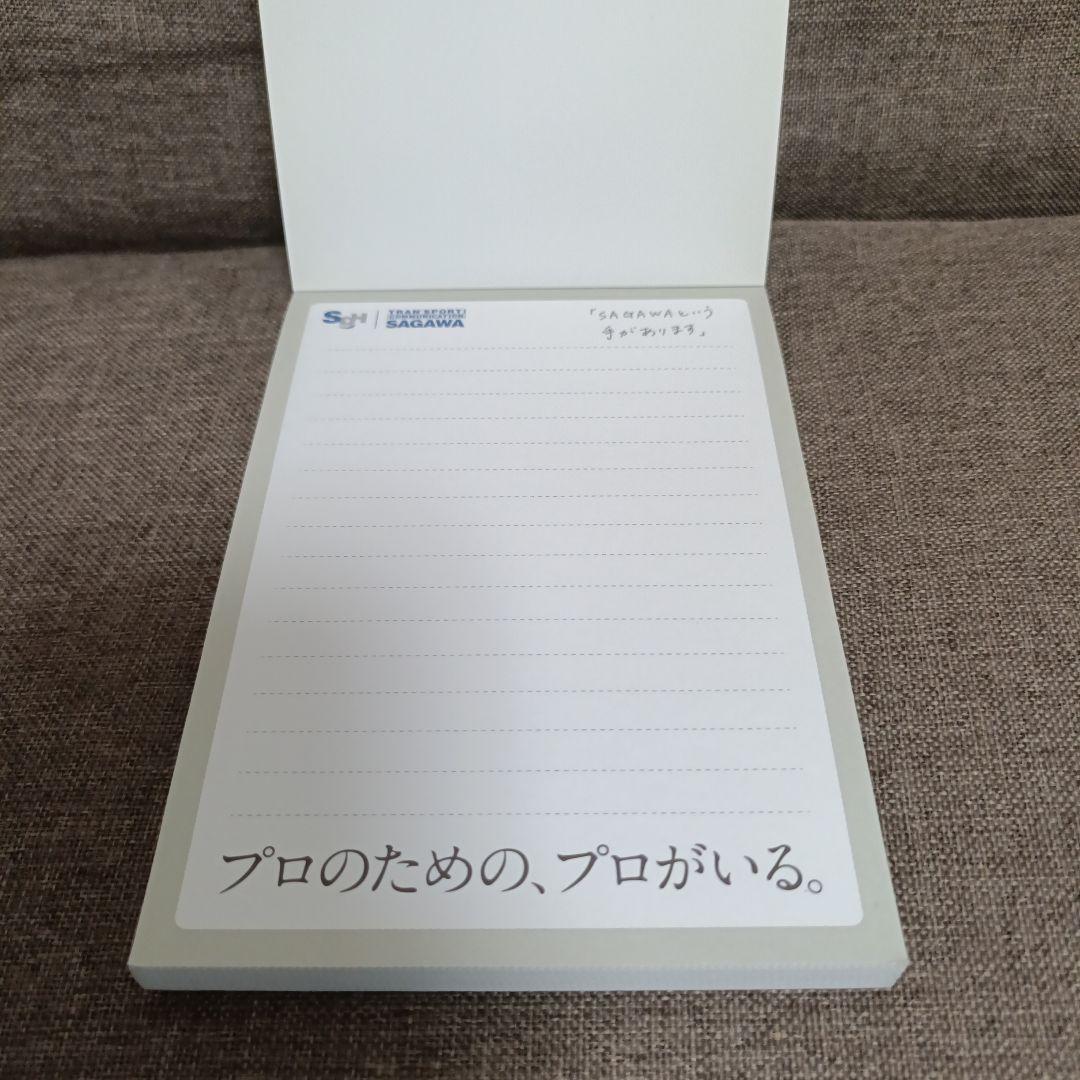 SGH
TRANSPORT
COMMUNICATION
SAGAWA
「SAGAWAという
手があります」
プロのための、プロがいる。